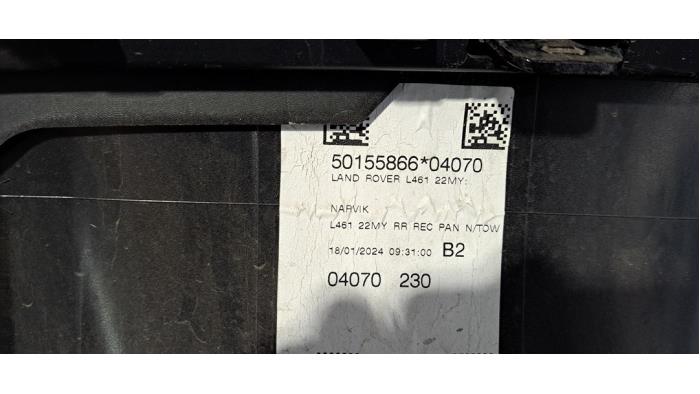 50155866*04070
LAND ROVER L461 22MY:
NARVIK
L461 22MY RR REC PAN N/TOW
18/01/2024 09:31:00 B2
04070 230